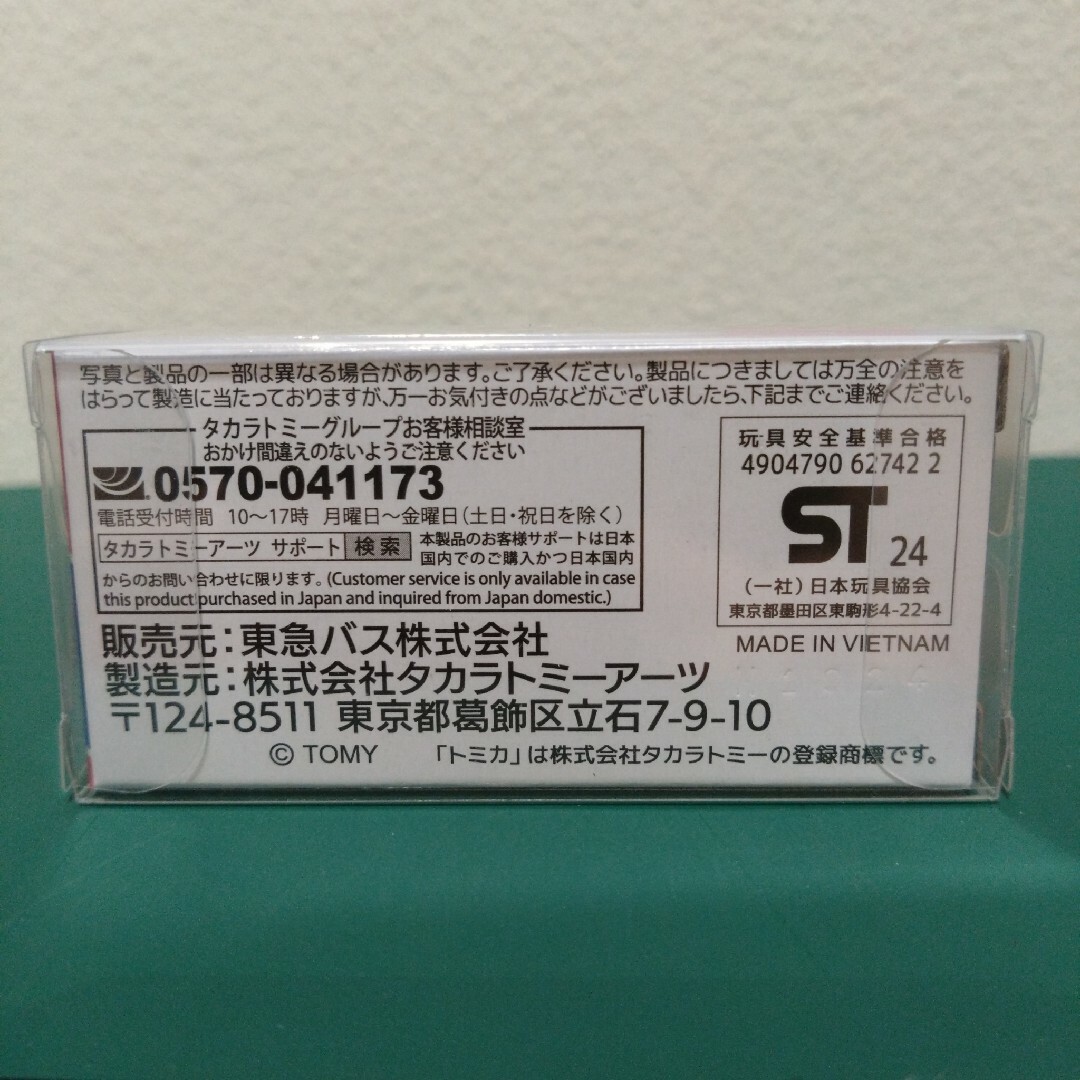 写真と製品の一部は異なる場合があります。ご了承ください。製品につきましては万全の注意を
はらって製造に当たっておりますが、万一お気付きの点などがございましたら、下記までご連絡ください。
タカラトミーグループお客様相談室
おかけ間違えのないようご注意ください
0570-041173
電話受付時間 10～17時 月曜日～金曜日(土日・祝日を除く)
タカラトミーアーツ サポート 検索 本製品のお客様サポートは日本
国内でのご購入かつ日本国内
からのお問い合わせに限ります。(Customer service is only available in case
this product purchased in Japan and inquired from Japan domestic.)
玩具安全基準合格
4904790 62742 2
ST 24
(一社)日本玩具協会
東京都墨田区東駒形4-22-4
MADE IN VIETNAM
販売元:東急バス株式会社
製造元:株式会社タカラトミーアーツ
〒124-8511 東京都葛飾区立石7-9-10
© TOMY 「トミカ」は株式会社タカラトミーの登録商標です。